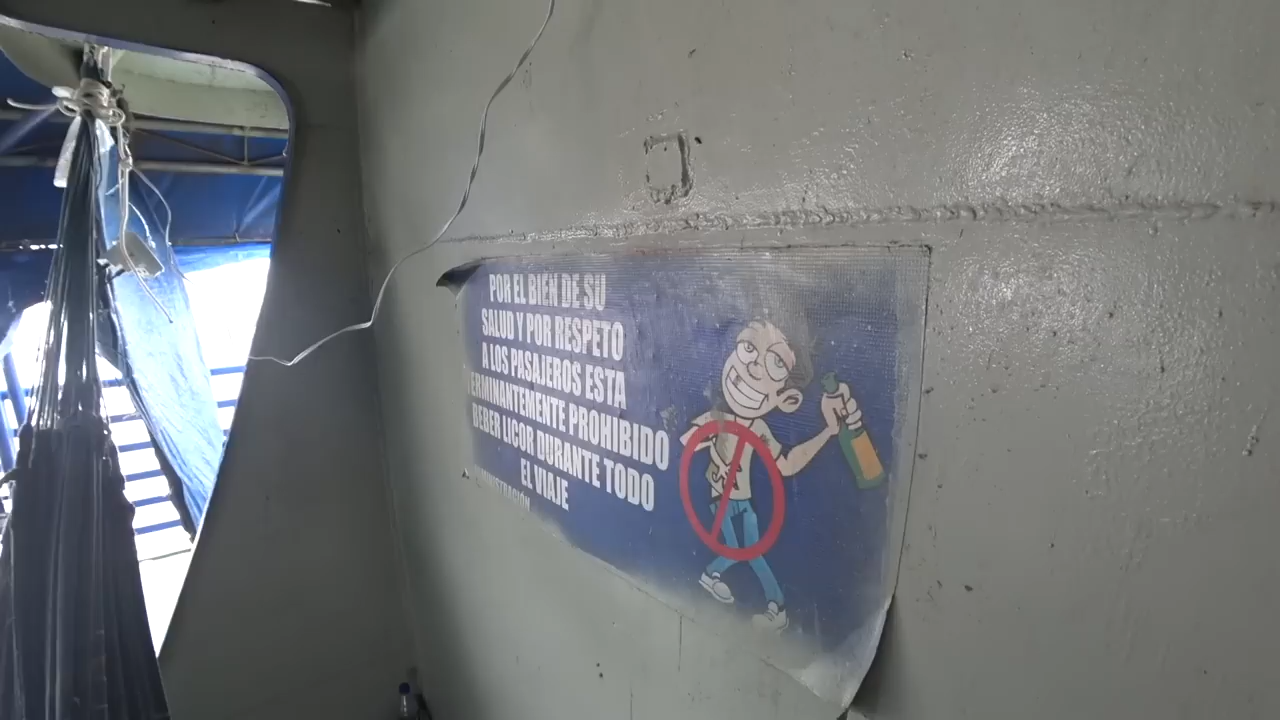 POR EL BIEN DE SU
SALUD Y POR RESPETO
A LOS PASAJEROS ESTA
ERMINANTEMENTE PROHIBIDO
BEBER LICOR DURANTE TODO
EL VIAJE